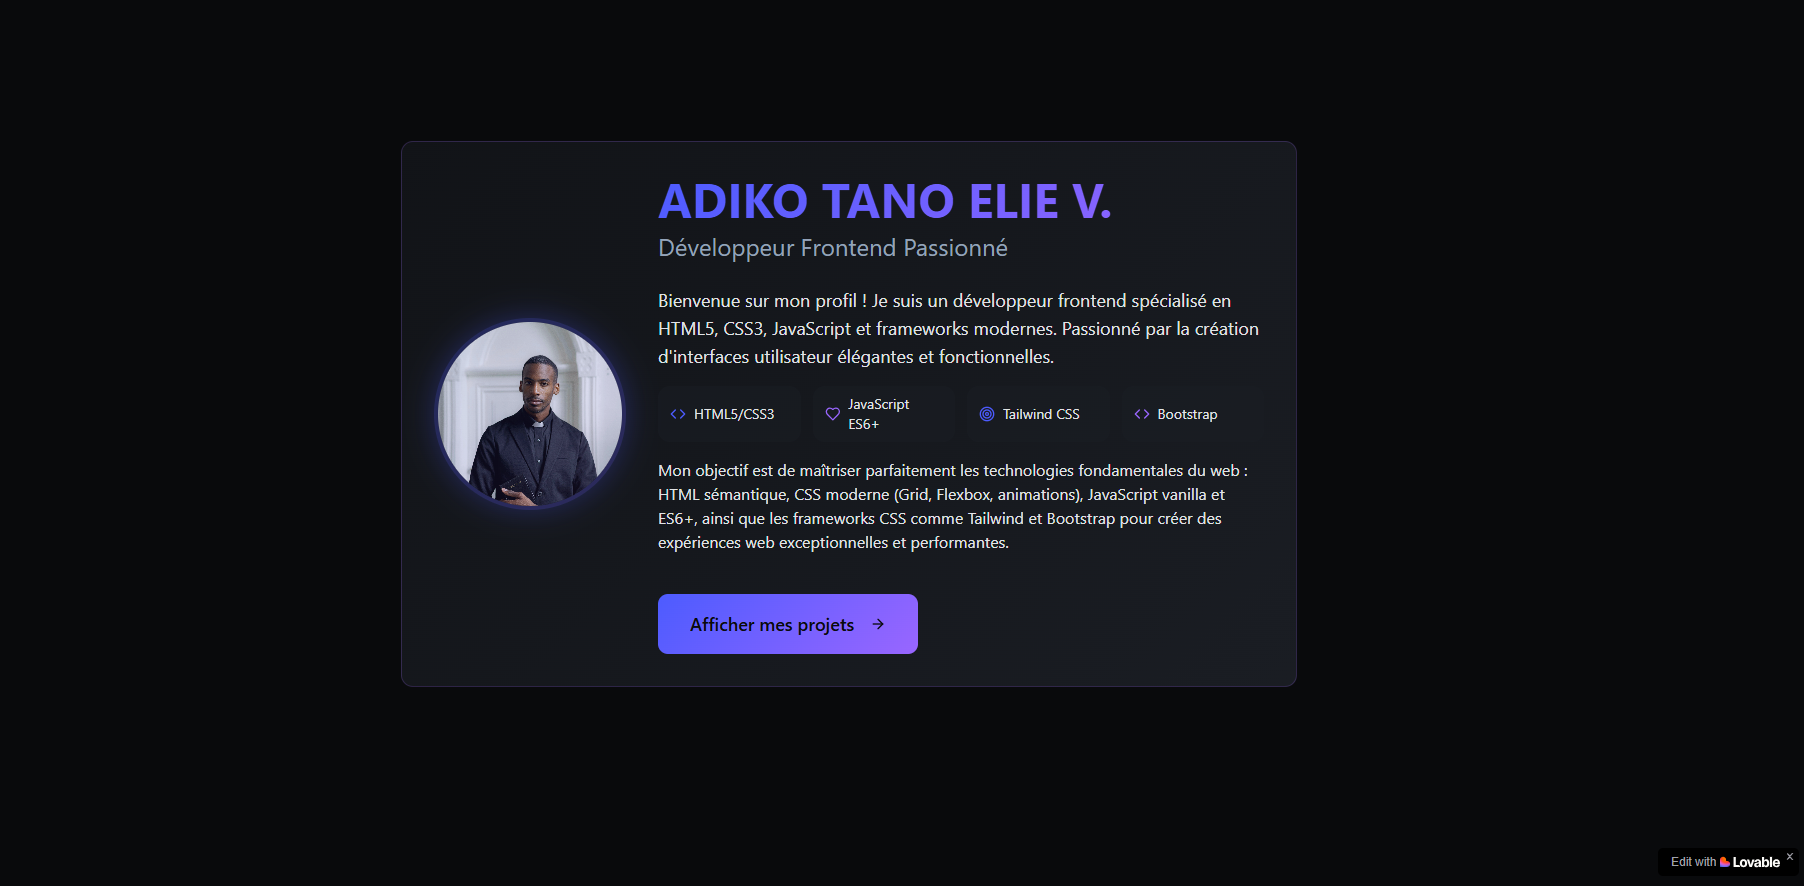 ADIKO TANO ELIE V.
Développeur Frontend Passionné
Bienvenue sur mon profil ! Je suis un développeur frontend spécialisé en
HTML5, CSS3, JavaScript et frameworks modernes. Passionné par la création
d'interfaces utilisateur élégantes et fonctionnelles.
HTML5/CSS3
JavaScript
ES6+
Tailwind CSS
Bootstrap
Mon objectif est de maîtriser parfaitement les technologies fondamentales du web :
HTML sémantique, CSS moderne (Grid, Flexbox, animations), JavaScript vanilla et
ES6+, ainsi que les frameworks CSS comme Tailwind et Bootstrap pour créer des
expériences web exceptionnelles et performantes.
Afficher mes projets →
Edit with Lovable x